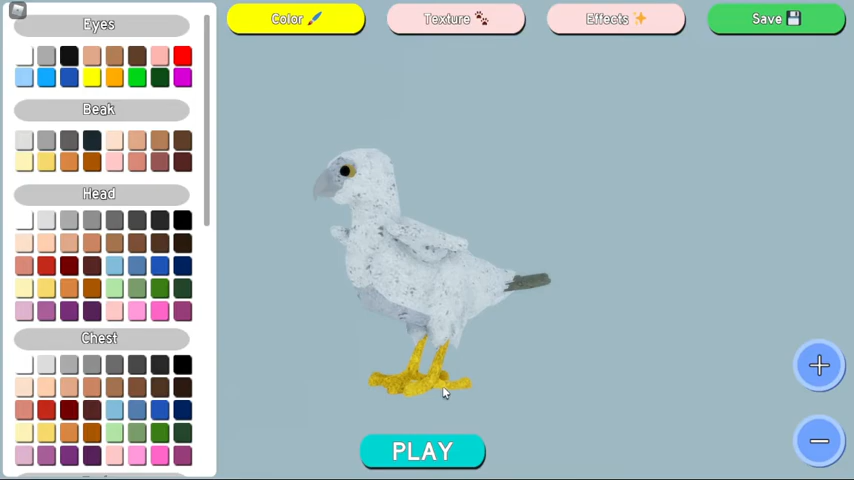 Eyes
Color
Texture
Effects
Save
Beak
Head
Chest
PLAY